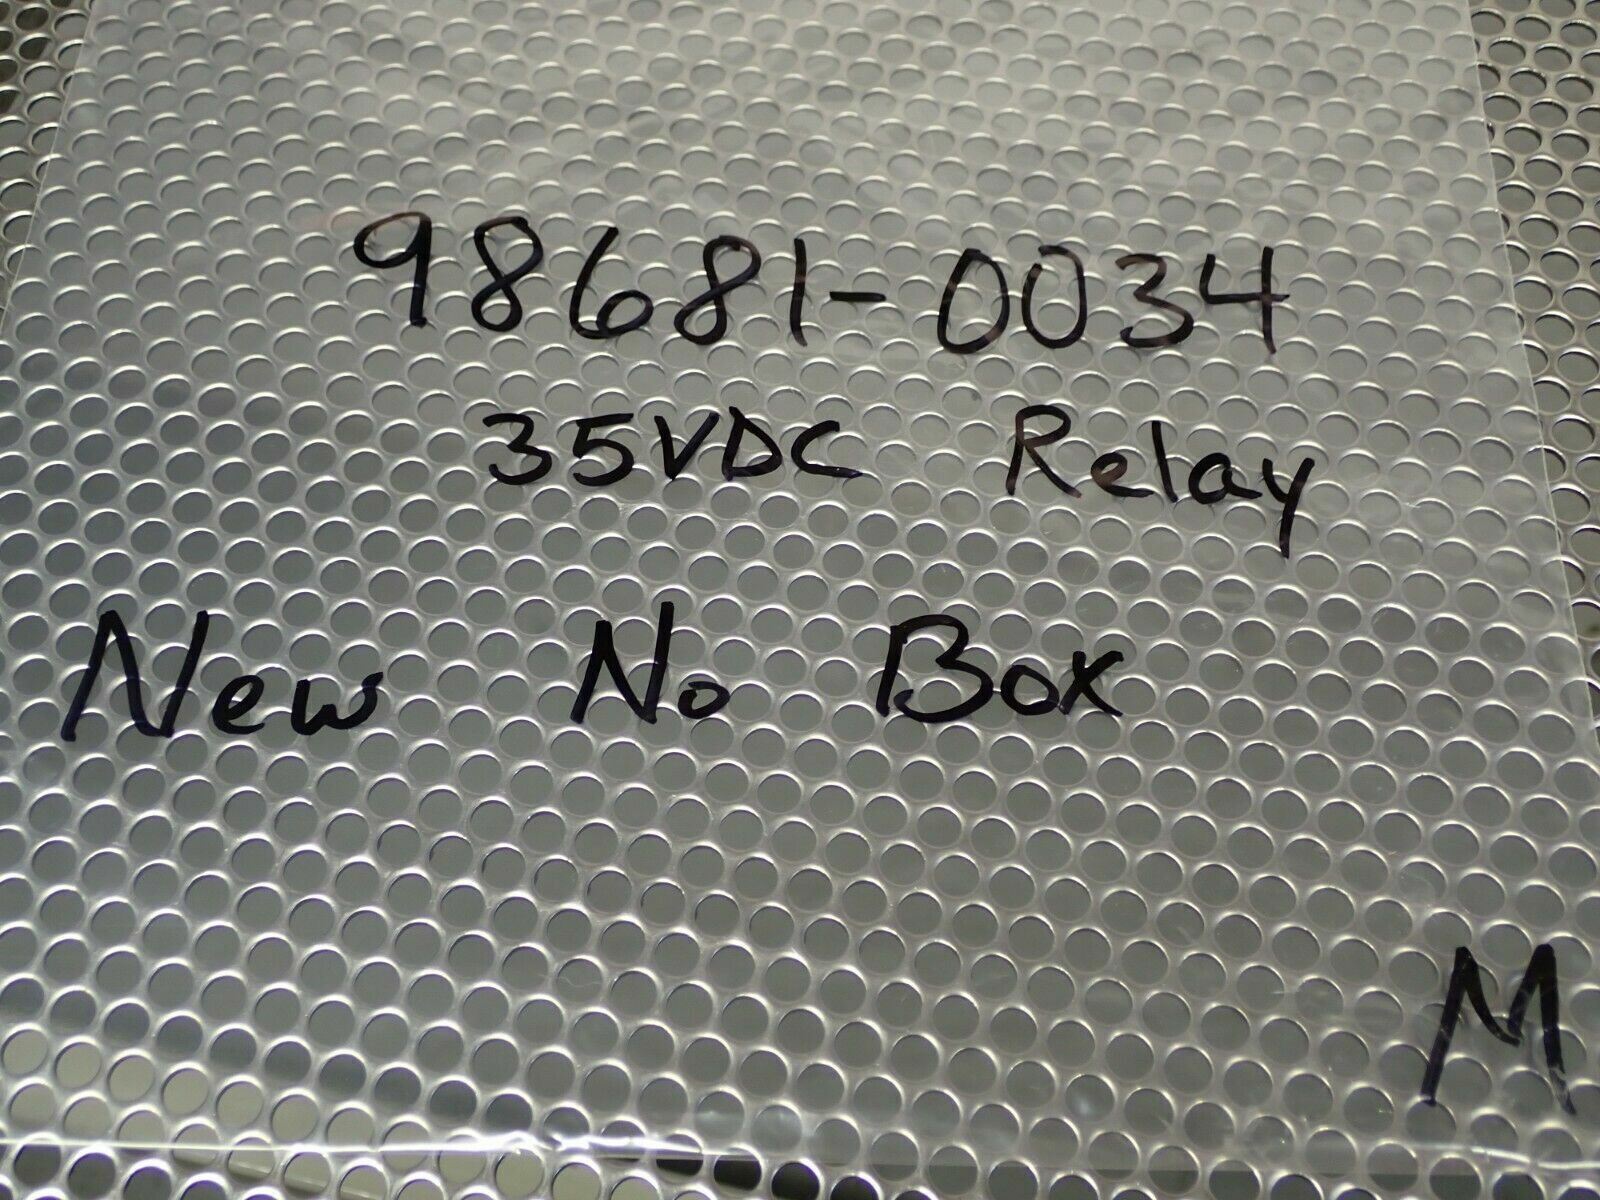 98681-0034
35VDC Relay
New No Box
M